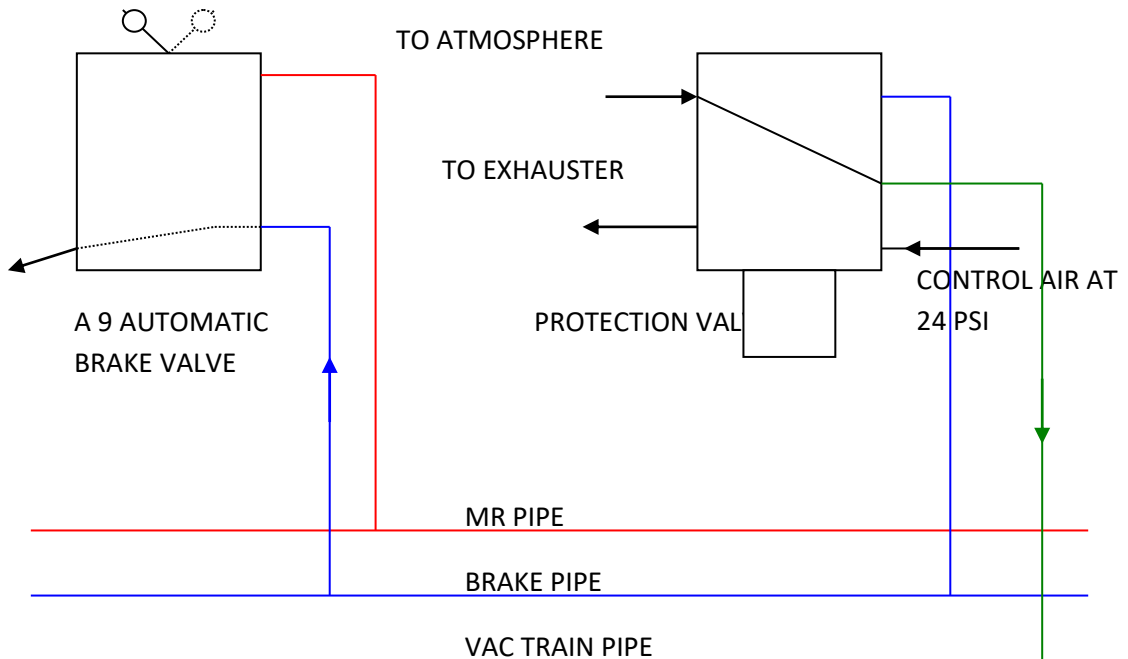 TO ATMOSPHERE
TO EXHAUSTER
A 9 AUTOMATIC
BRAKE VALVE
PROTECTION VAL
CONTROL AIR AT
24 PSI
MR PIPE
BRAKE PIPE
VAC TRAIN PIPE